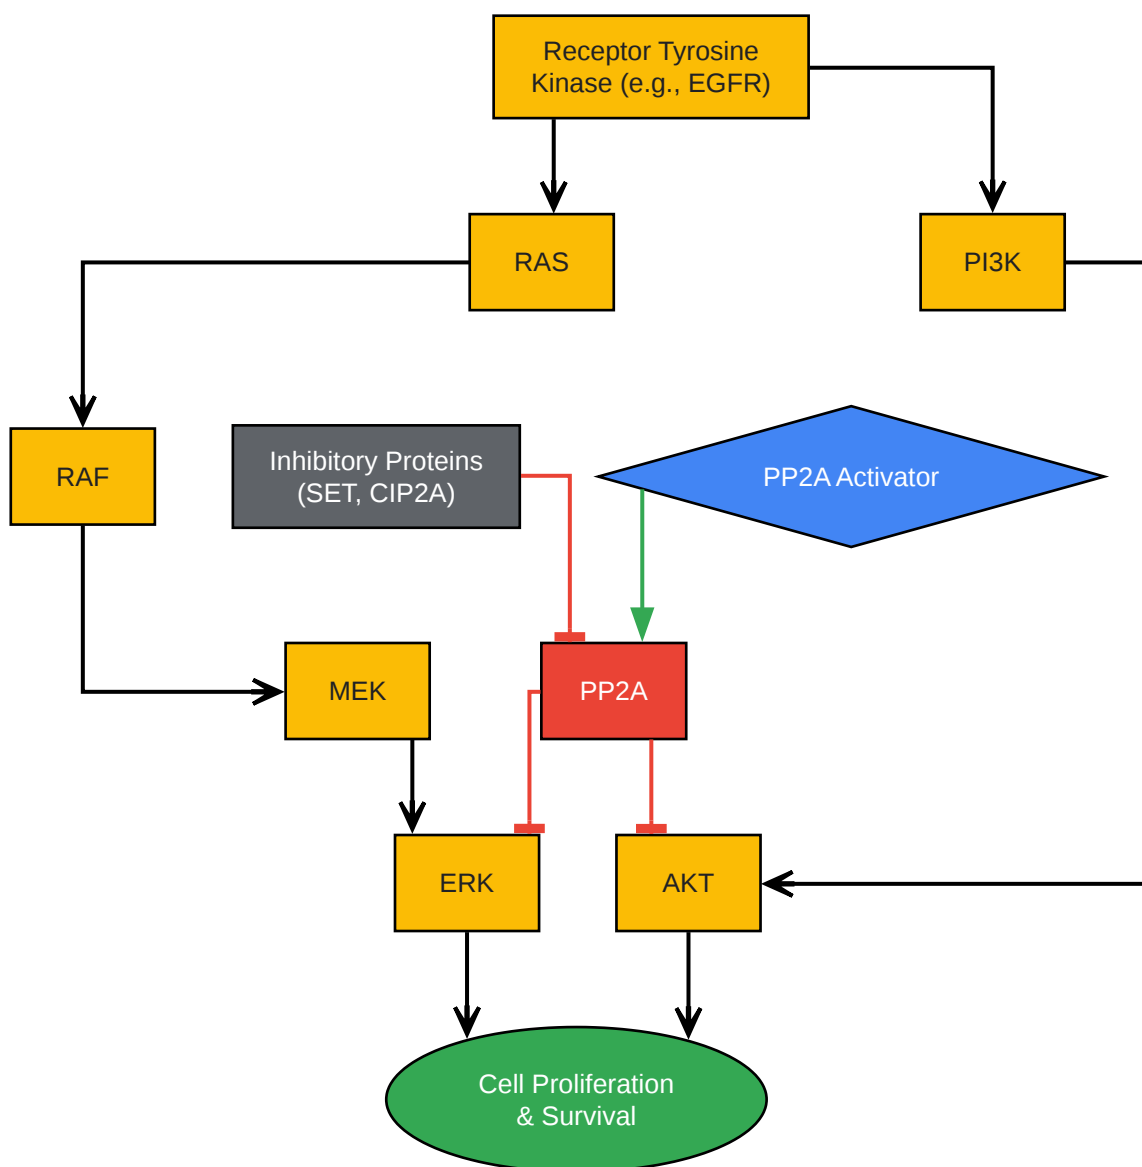 Receptor Tyrosine
Kinase (e.g., EGFR)
RAS
PI3K
RAF
Inhibitory Proteins
(SET, CIP2A)
PP2A Activator
MEK
PP2A
ERK
AKT
Cell Proliferation
& Survival